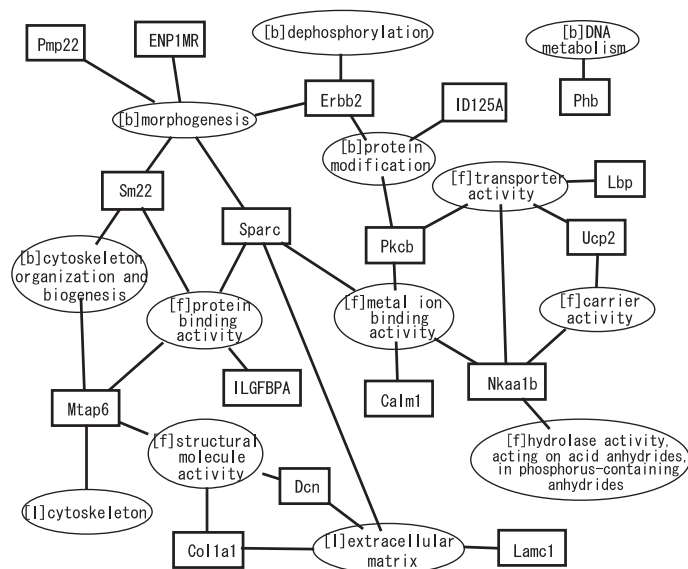 Pmp22
ENP1MR
[b]dephosphorylation
[b]DNA
metabolism
Erbb2
ID125A
Phb
[b]morphogenesis
[b]protein
modification
[f]transporter
activity
Lbp
Sm22
Sparc
Pkcb
Ucp2
[b]cytoskeleton
organization and
biogenesis
[f]protein
binding
activity
[f]metal ion
binding
activity
[f]carrier
activity
ILGFBPA
Calm1
Nkaa1b
Mtap6
[f]structural
molecule
activity
[f]hydrolase activity,
acting on acid anhydrides,
in phosphorus-containing
anhydrides
Dcn
[l]cytoskeleton
Col1a1
[l]extracellular
matrix
Lamc1